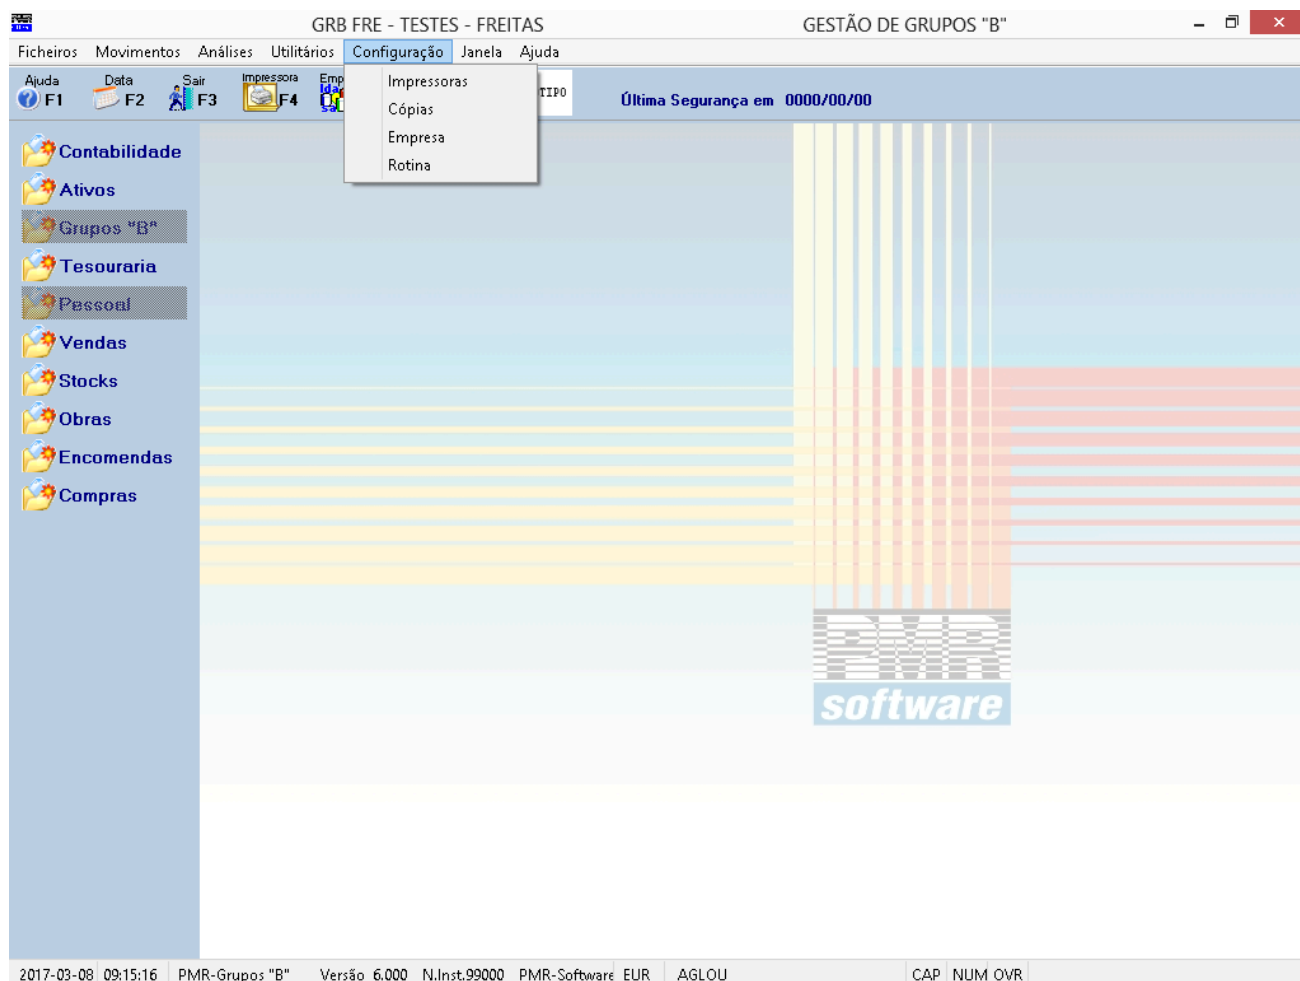 GRB FRE - TESTES - FREITAS GESTÃO DE GRUPOS "B"
Ficheiros Movimentos Análises Utilitários Configuração Janela Ajuda
Ajuda F1 Data F2 Sair F3 Impressora F4 Emp TIPO Última Segurança em 0000/00/00
Impressoras
Cópias
Empresa
Rotina
Contabilidade
Ativos
Grupos "B"
Tesouraria
Pessoal
Vendas
Stocks
Obras
Encomendas
Compras
PMR
software
2017-03-08 09:15:16 PMR-Grupos "B" Versão 6.000 N.Inst.99000 PMR-Software EUR AGLOU CAP NUM OVR